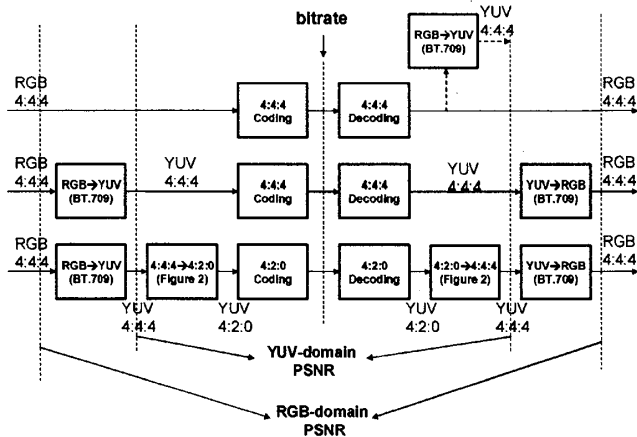 bitrate
YUV
4:4:4
RGB→YUV
(BT.709)
RGB
4:4:4
4:4:4
Coding
4:4:4
Decoding
RGB
4:4:4
RGB
4:4:4
RGB→YUV
(BT.709)
YUV
4:4:4
4:4:4
Coding
4:4:4
Decoding
YUV
4:4:4
YUV→RGB
(BT.709)
RGB
4:4:4
RGB
4:4:4
RGB→YUV
(BT.709)
4:4:4→4:2:0
(Figure 2)
4:2:0
Coding
4:2:0
Decoding
4:2:0→4:4:4
(Figure 2)
YUV→RGB
(BT.709)
RGB
4:4:4
YUV
4:4:4
YUV
4:2:0
YUV
4:2:0
YUV
4:4:4
YUV-domain
PSNR
RGB-domain
PSNR